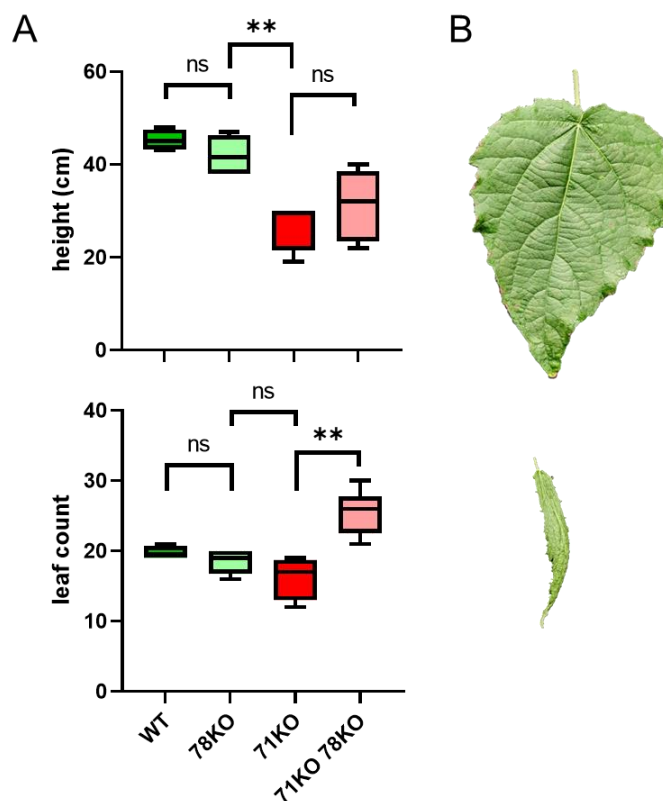 A
B
**
ns
ns
60
40
20
0
height (cm)
ns
ns
**
40
30
20
10
0
leaf count
WT
78KO
71KO
71KO 78KO